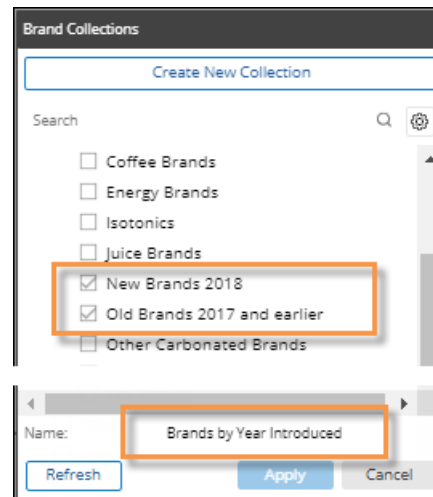 Brand Collections
Create New Collection
Search
Coffee Brands
Energy Brands
Isotonics
Juice Brands
New Brands 2018
Old Brands 2017 and earlier
Other Carbonated Brands
Name: Brands by Year Introduced
Refresh Apply Cancel